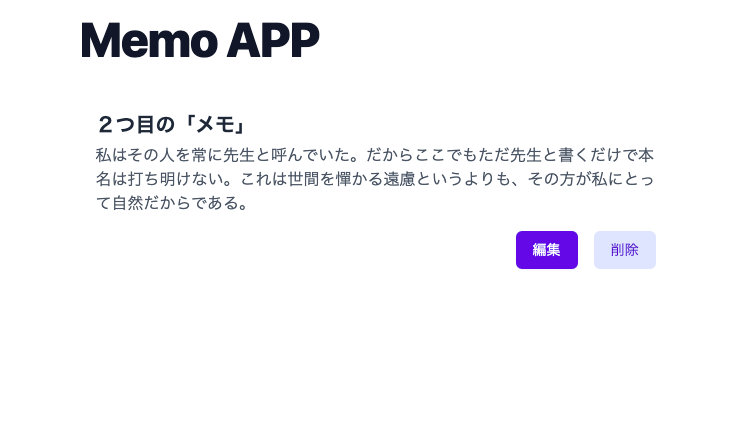 Memo APP
２つ目の「メモ」
私はその人を常に先生と呼んでいた。だからここでもただ先生と書くだけで本
名は打ち明けない。これは世間を憚かる遠慮というよりも、その方が私にとっ
て自然だからである。
編集
削除